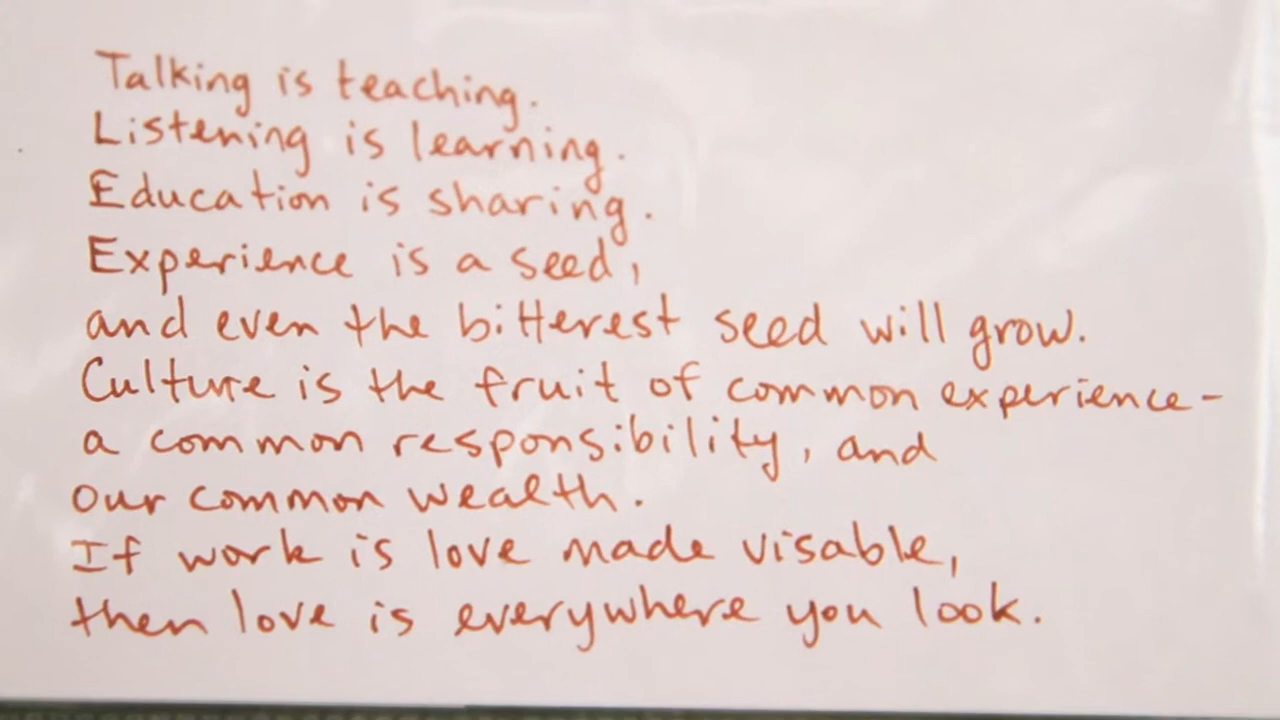 Talking is teaching.
Listening is learning.
Education is sharing.
Experience is a seed,
and even the bitterest seed will grow.
Culture is the fruit of common experience-
a common responsibility, and
our common wealth.
If work is love made visable,
then love is everywhere you look.